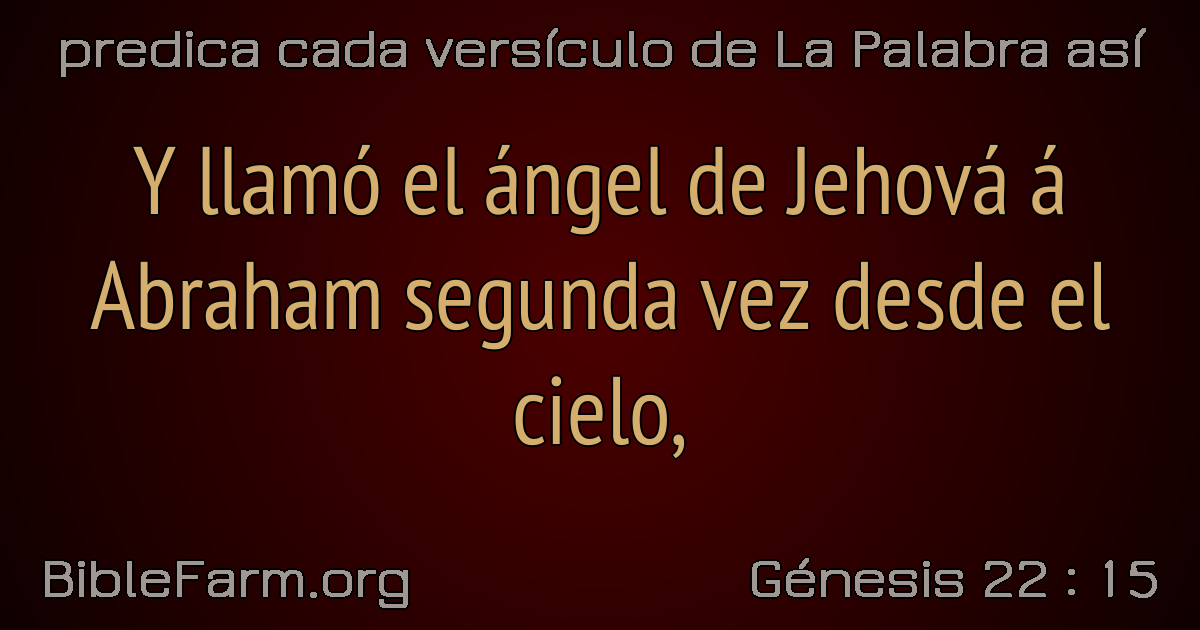 predica cada versículo de La Palabra así
Y llamó el ángel de Jehová á
Abraham segunda vez desde el
cielo,
BibleFarm.org
Génesis 22 : 15